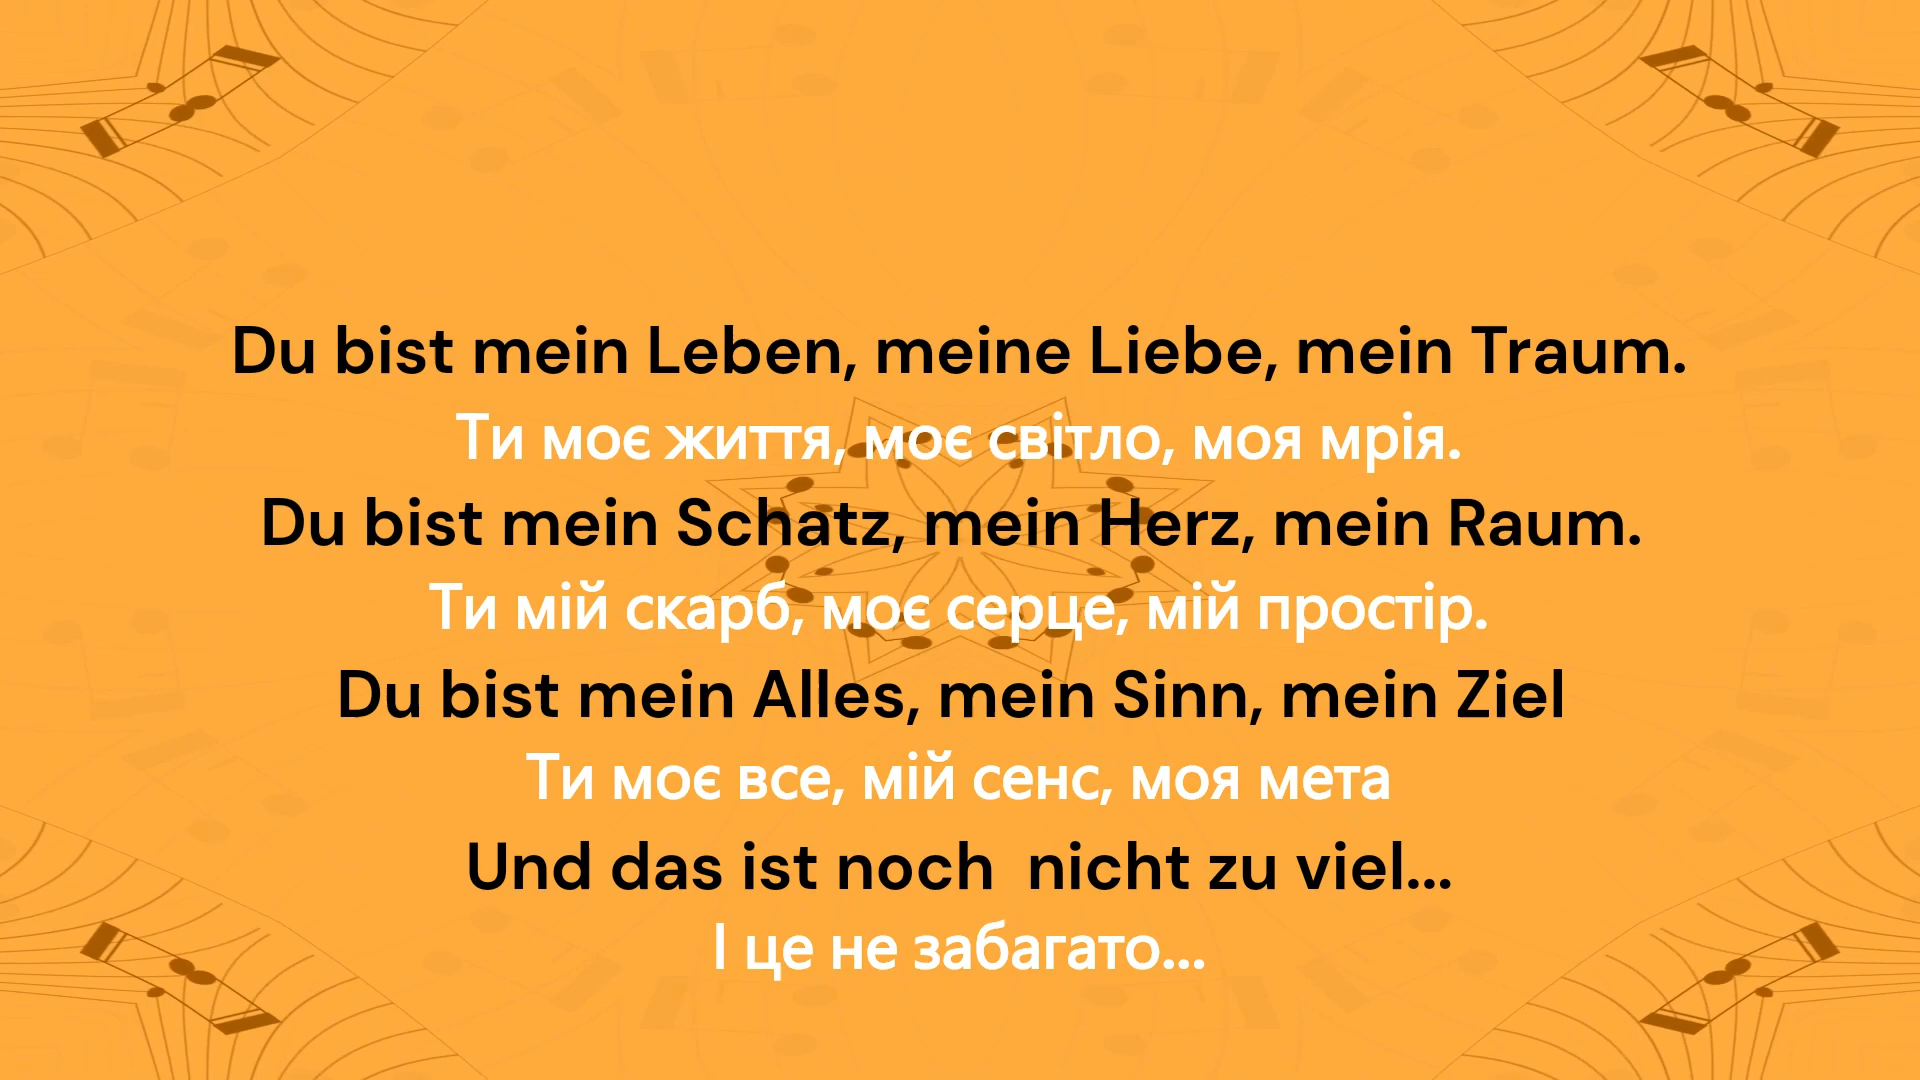 Du bist mein Leben, meine Liebe, mein Traum.
Ти моє життя, моє світло, моя мрія.
Du bist mein Schatz, mein Herz, mein Raum.
Ти мій скарб, моє серце, мій простір.
Du bist mein Alles, mein Sinn, mein Ziel
Ти моє все, мій сенс, моя мета
Und das ist noch  nicht zu viel...
І це не забагато...